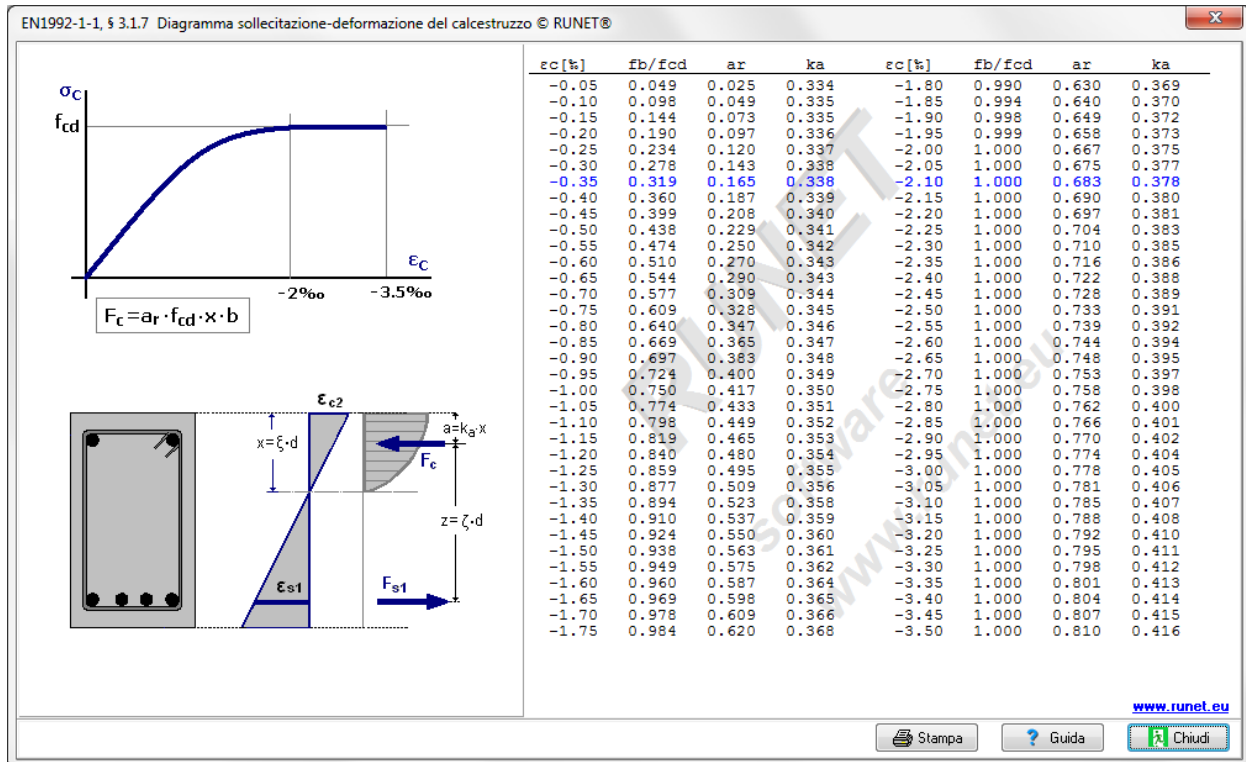 EN1992-1-1, § 3.1.7 Diagramma sollecitazione-deformazione del calcestruzzo © RUNET®
x
σC
fcd
εC
-2‰
-3.5‰
Fc=ar·fcd·x·b
εc2
x=ξ·d
a=ka·x
Fc
z=ζ·d
εs1
Fs1
εc[‰] fb/fcd ar ka εc[‰] fb/fcd ar ka
-0.05 0.049 0.025 0.334 -1.80 0.990 0.630 0.369
-0.10 0.098 0.049 0.335 -1.85 0.994 0.640 0.370
-0.15 0.144 0.073 0.335 -1.90 0.998 0.649 0.372
-0.20 0.190 0.097 0.336 -1.95 0.999 0.658 0.373
-0.25 0.234 0.120 0.337 -2.00 1.000 0.667 0.375
-0.30 0.278 0.143 0.338 -2.05 1.000 0.675 0.377
-0.35 0.319 0.165 0.338 -2.10 1.000 0.683 0.378
-0.40 0.360 0.187 0.339 -2.15 1.000 0.690 0.380
-0.45 0.399 0.208 0.340 -2.20 1.000 0.697 0.381
-0.50 0.438 0.229 0.341 -2.25 1.000 0.704 0.383
-0.55 0.474 0.250 0.342 -2.30 1.000 0.710 0.385
-0.60 0.510 0.270 0.343 -2.35 1.000 0.716 0.386
-0.65 0.544 0.290 0.343 -2.40 1.000 0.722 0.388
-0.70 0.577 0.309 0.344 -2.45 1.000 0.728 0.389
-0.75 0.609 0.328 0.345 -2.50 1.000 0.733 0.391
-0.80 0.640 0.347 0.346 -2.55 1.000 0.739 0.392
-0.85 0.669 0.365 0.347 -2.60 1.000 0.744 0.394
-0.90 0.697 0.383 0.348 -2.65 1.000 0.748 0.395
-0.95 0.724 0.400 0.349 -2.70 1.000 0.753 0.397
-1.00 0.750 0.417 0.350 -2.75 1.000 0.758 0.398
-1.05 0.774 0.433 0.351 -2.80 1.000 0.762 0.400
-1.10 0.798 0.449 0.352 -2.85 1.000 0.766 0.401
-1.15 0.819 0.465 0.353 -2.90 1.000 0.770 0.402
-1.20 0.840 0.480 0.354 -2.95 1.000 0.774 0.404
-1.25 0.859 0.495 0.355 -3.00 1.000 0.778 0.405
-1.30 0.877 0.509 0.356 -3.05 1.000 0.781 0.406
-1.35 0.894 0.523 0.358 -3.10 1.000 0.785 0.407
-1.40 0.910 0.537 0.359 -3.15 1.000 0.788 0.408
-1.45 0.924 0.550 0.360 -3.20 1.000 0.792 0.410
-1.50 0.938 0.563 0.361 -3.25 1.000 0.795 0.411
-1.55 0.949 0.575 0.362 -3.30 1.000 0.798 0.412
-1.60 0.960 0.587 0.364 -3.35 1.000 0.801 0.413
-1.65 0.969 0.598 0.365 -3.40 1.000 0.804 0.414
-1.70 0.978 0.609 0.366 -3.45 1.000 0.807 0.415
-1.75 0.984 0.620 0.368 -3.50 1.000 0.810 0.416
RUNET
software
www.runet.eu
www.runet.eu
Stampa
? Guida
Chiudi